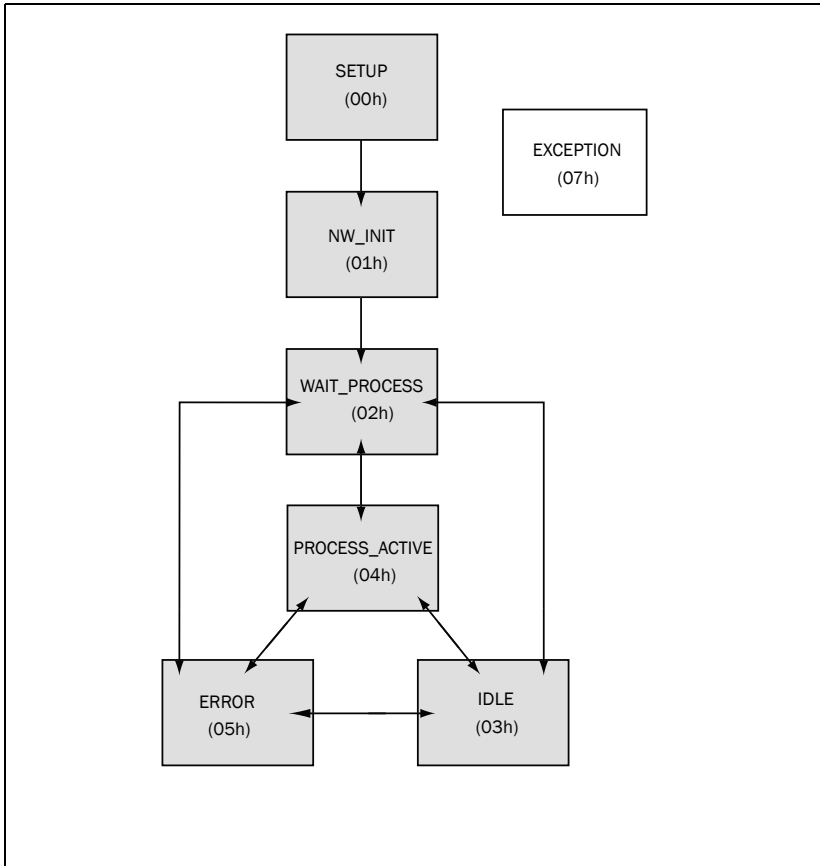 SETUP
(00h)
EXCEPTION
(07h)
NW_INIT
(01h)
WAIT_PROCESS
(02h)
PROCESS_ACTIVE
(04h)
ERROR
(05h)
IDLE
(03h)